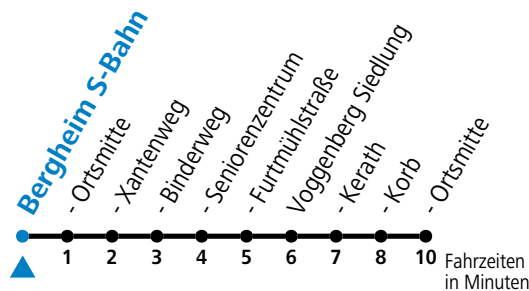 Bergheim S-Bahn
- Ortsmitte
- Xantenweg
- Binderweg
- Seniorenzentrum
- Furtmühlstraße
Voggenberg Siedlung
- Kerath
- Korb
- Ortsmitte
1 2 3 4 5 6 7 8 10
Fahrzeiten
in Minuten